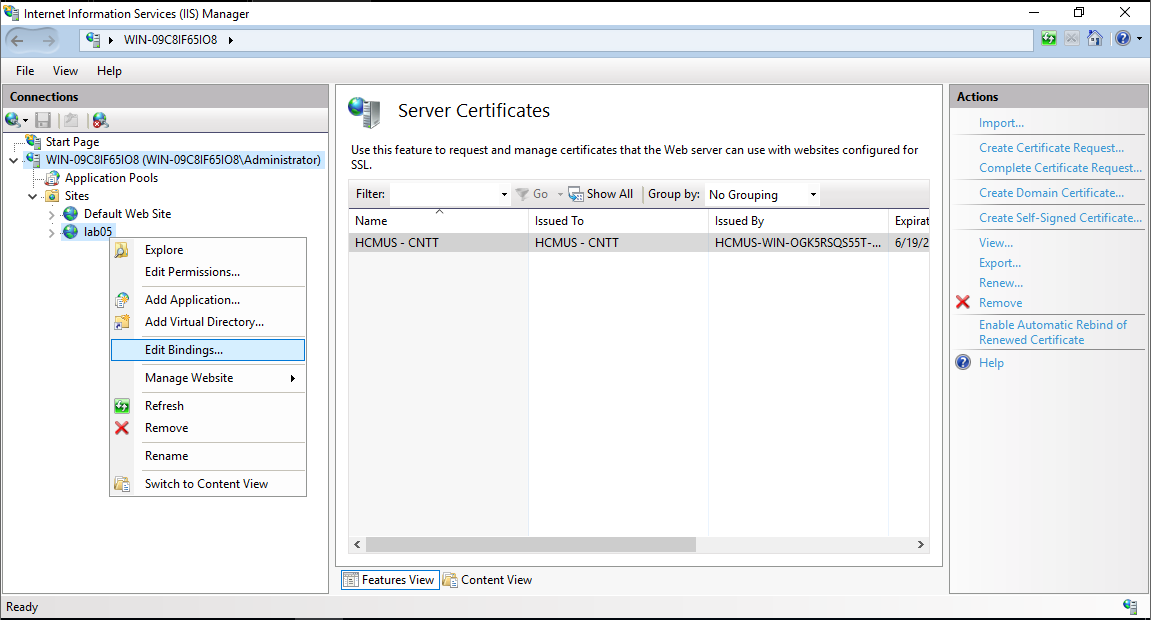 Internet Information Services (IIS) Manager
WIN-09C8IF65IO8
File View Help
Connections
Start Page
WIN-09C8IF65IO8 (WIN-09C8IF65IO8\Administrator)
Application Pools
Sites
Default Web Site
lab05
Explore
Edit Permissions...
Add Application...
Add Virtual Directory...
Edit Bindings...
Manage Website
Refresh
Remove
Rename
Switch to Content View
Server Certificates
Use this feature to request and manage certificates that the Web server can use with websites configured for
SSL.
Filter: Go Show All Group by: No Grouping
Name Issued To Issued By Expirat
HCMUS - CNTT HCMUS - CNTT HCMUS-WIN-OGK5RSQS55T-... 6/19/2
Features View Content View
Actions
Import...
Create Certificate Request...
Complete Certificate Request...
Create Domain Certificate...
Create Self-Signed Certificate...
View...
Export...
Renew...
Remove
Enable Automatic Rebind of
Renewed Certificate
Help
Ready